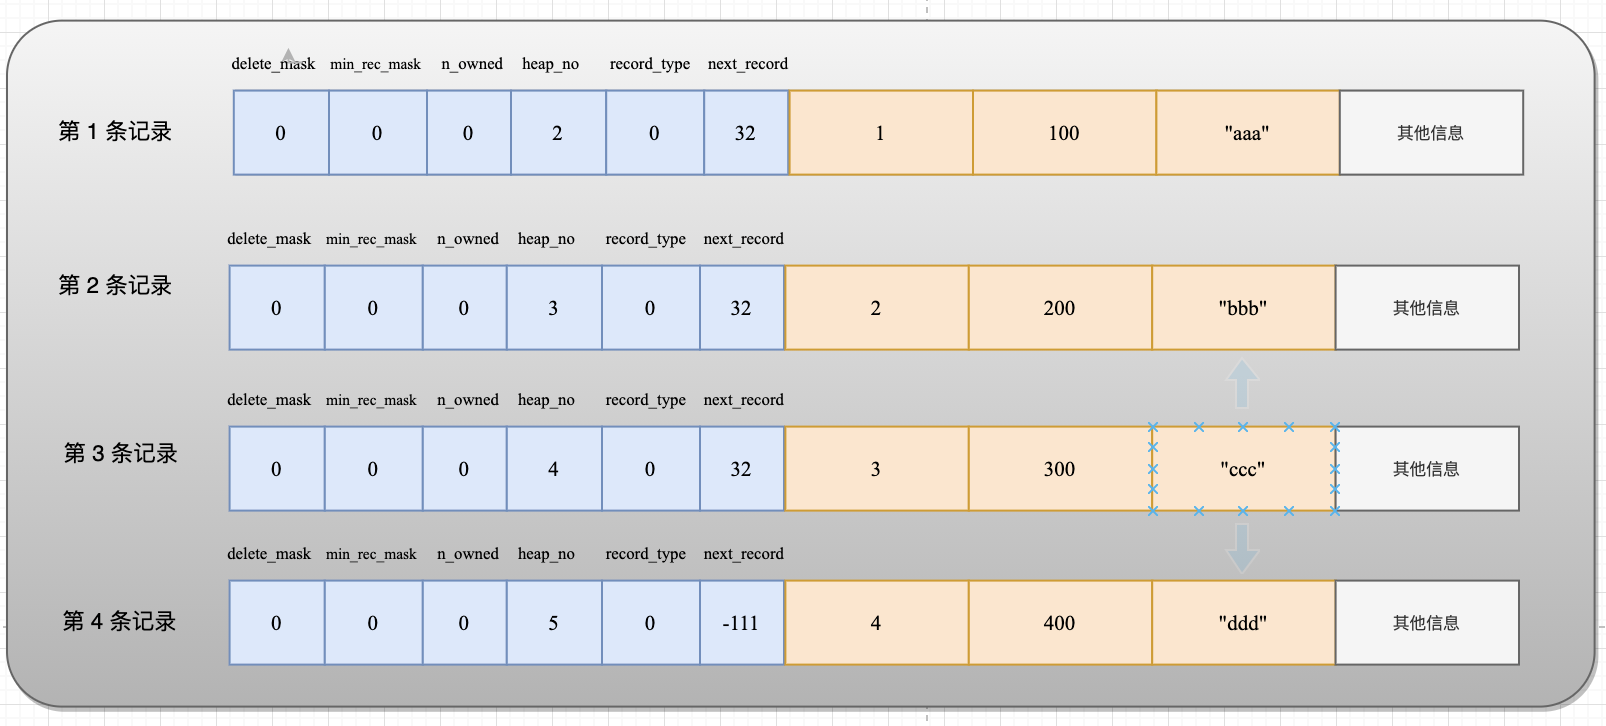 delete_mask min_rec_mask n_owned heap_no record_type next_record
第 1 条记录 0 0 0 2 0 32 1 100 "aaa" 其他信息
delete_mask min_rec_mask n_owned heap_no record_type next_record
第 2 条记录 0 0 0 3 0 32 2 200 "bbb" 其他信息
delete_mask min_rec_mask n_owned heap_no record_type next_record
第 3 条记录 0 0 0 4 0 32 3 300 "ccc" 其他信息
delete_mask min_rec_mask n_owned heap_no record_type next_record
第 4 条记录 0 0 0 5 0 -111 4 400 "ddd" 其他信息